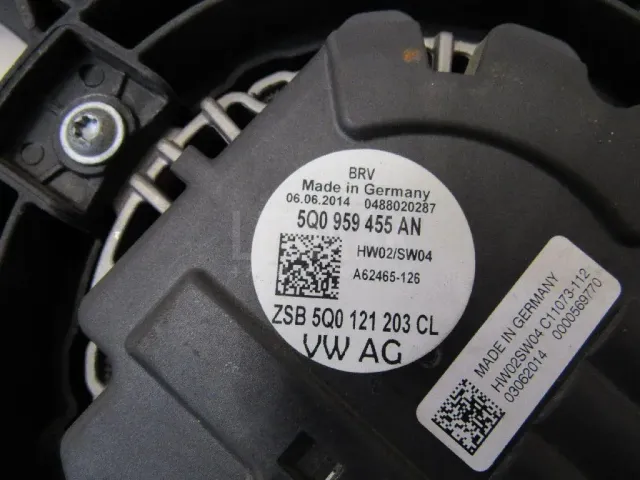 BRV
Made in Germany
06.06.2014 0488020287
5Q0 959 455 AN
HW02/SW04
A62465-126
ZSB 5Q0 121 203 CL
VW AG
MADE IN GERMANY
HW02SW04 C11073-112
03062014 0000569770